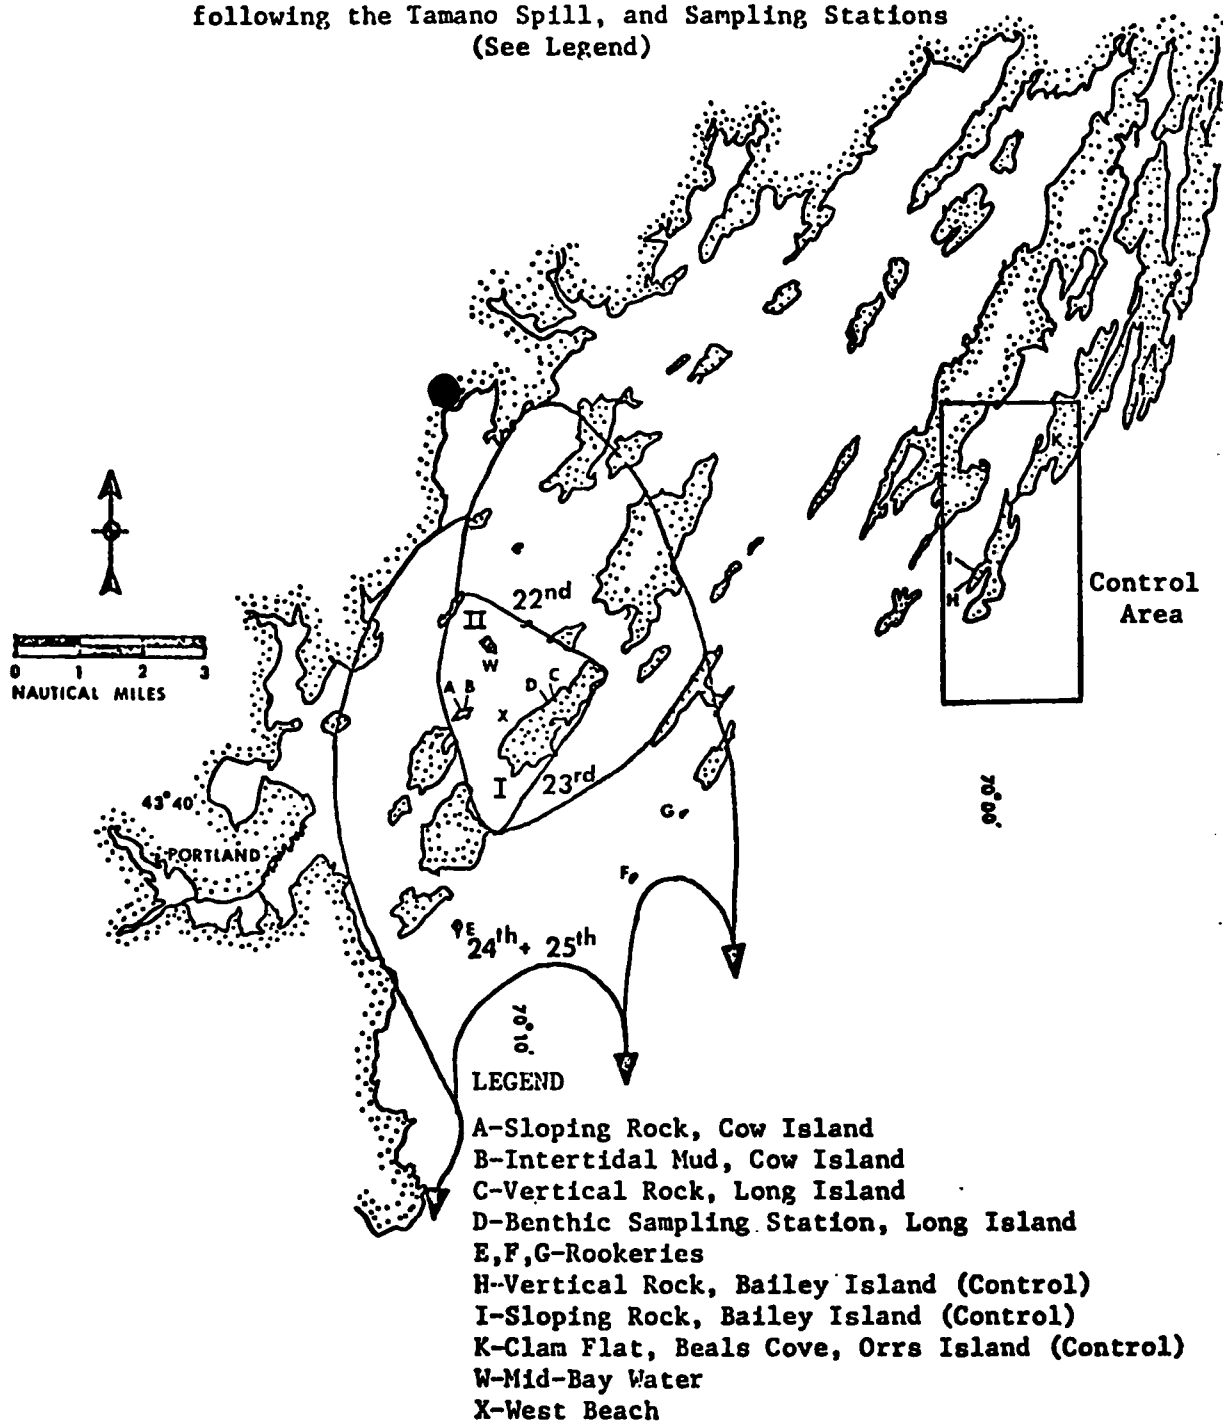 following the Tamano Spill, and Sampling Stations
(See Legend)
K
I
H
Control
Area
22nd
II
W
A B
D C
X
I
23rd
0 1 2 3
NAUTICAL MILES
43°40'
70°00'
G
PORTLAND
F
E
24th + 25th
70°10'
LEGEND
A-Sloping Rock, Cow Island
B-Intertidal Mud, Cow Island
C-Vertical Rock, Long Island
D-Benthic Sampling Station, Long Island
E,F,G-Rookeries
H-Vertical Rock, Bailey Island (Control)
I-Sloping Rock, Bailey Island (Control)
K-Clam Flat, Beals Cove, Orrs Island (Control)
W-Mid-Bay Water
X-West Beach